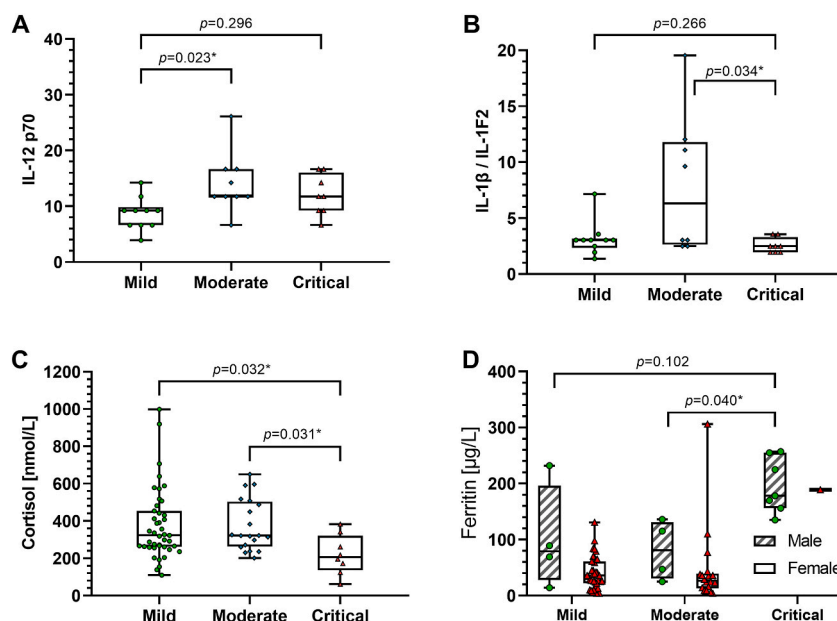 A
p=0.296
p=0.023*
IL-12 p70
40
30
20
10
0
Mild Moderate Critical
B
p=0.266
p=0.034*
IL-1β / IL-1F2
20
15
10
5
0
Mild Moderate Critical
C
p=0.032*
p=0.031*
Cortisol [nmol/L]
1200
1000
800
600
400
200
0
Mild Moderate Critical
D
p=0.102
p=0.040*
Ferritin [µg/L]
400
300
200
100
0
Male
Female
Mild Moderate Critical